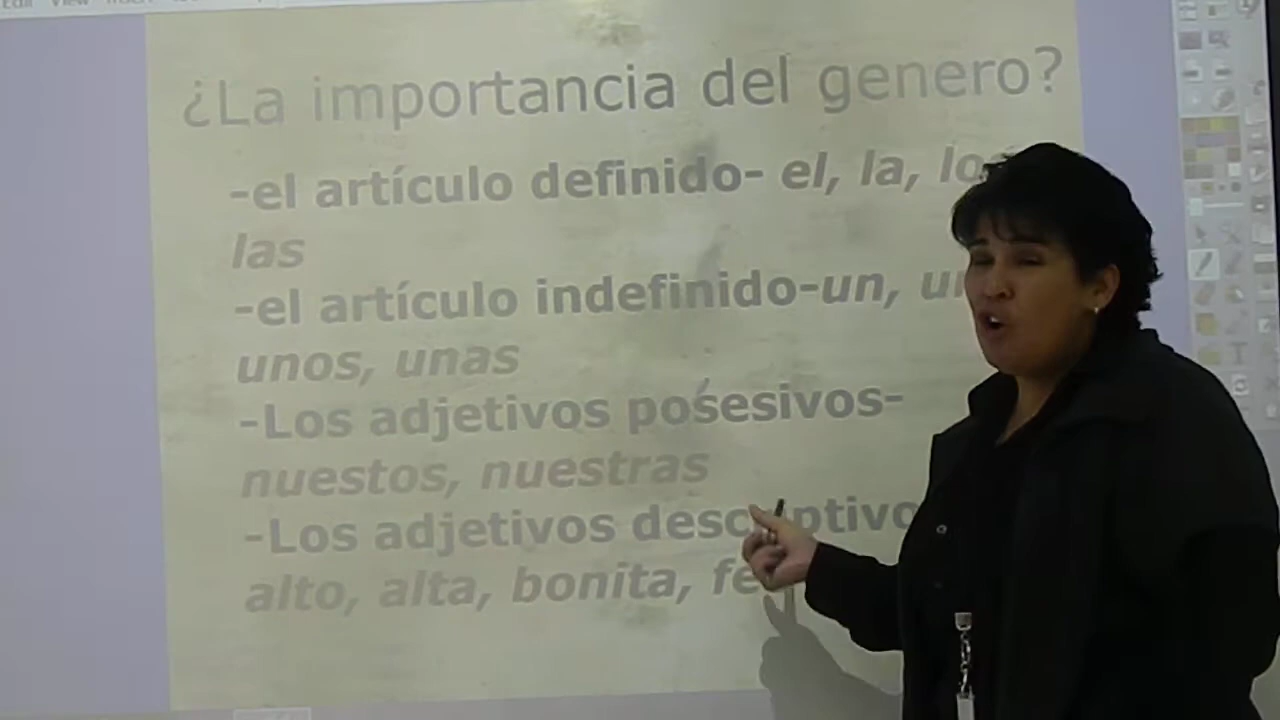 ¿La importancia del genero?
-el artículo definido- el, la,
las
-el artículo indefinido-un,
unos, unas
-Los adjetivos posesivos-
nuestos, nuestras
-Los adjetivos
alto, alta, bonita,